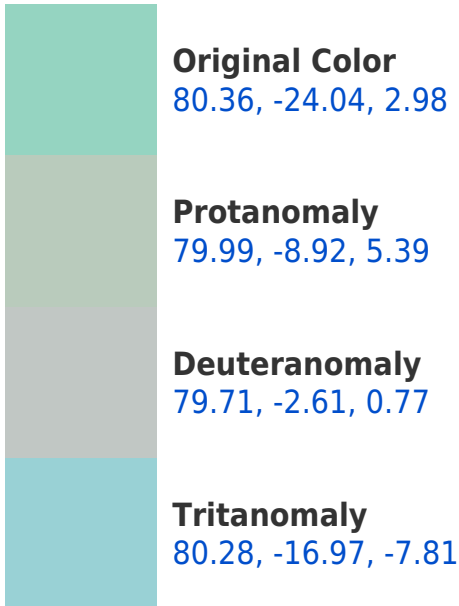 Original Color
80.36, -24.04, 2.98
Protanomaly
79.99, -8.92, 5.39
Deuteranomaly
79.71, -2.61, 0.77
Tritanomaly
80.28, -16.97, -7.81